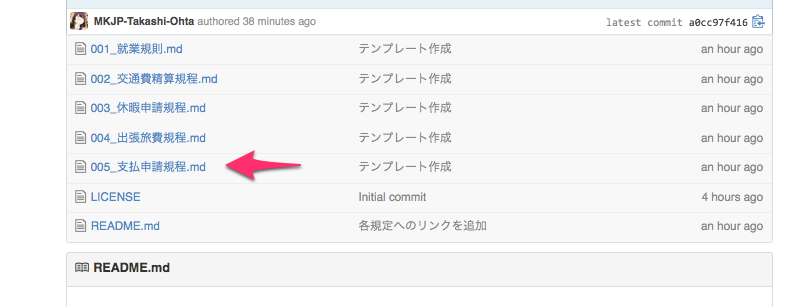 MKJP-Takashi-Ohta authored 38 minutes ago latest commit a0cc97f416
001_就業規則.md テンプレート作成 an hour ago
002_交通費精算規程.md テンプレート作成 an hour ago
003_休暇申請規程.md テンプレート作成 an hour ago
004_出張旅費規程.md テンプレート作成 an hour ago
005_支払申請規程.md テンプレート作成 an hour ago
LICENSE Initial commit 4 hours ago
README.md 各規定へのリンクを追加 an hour ago
README.md